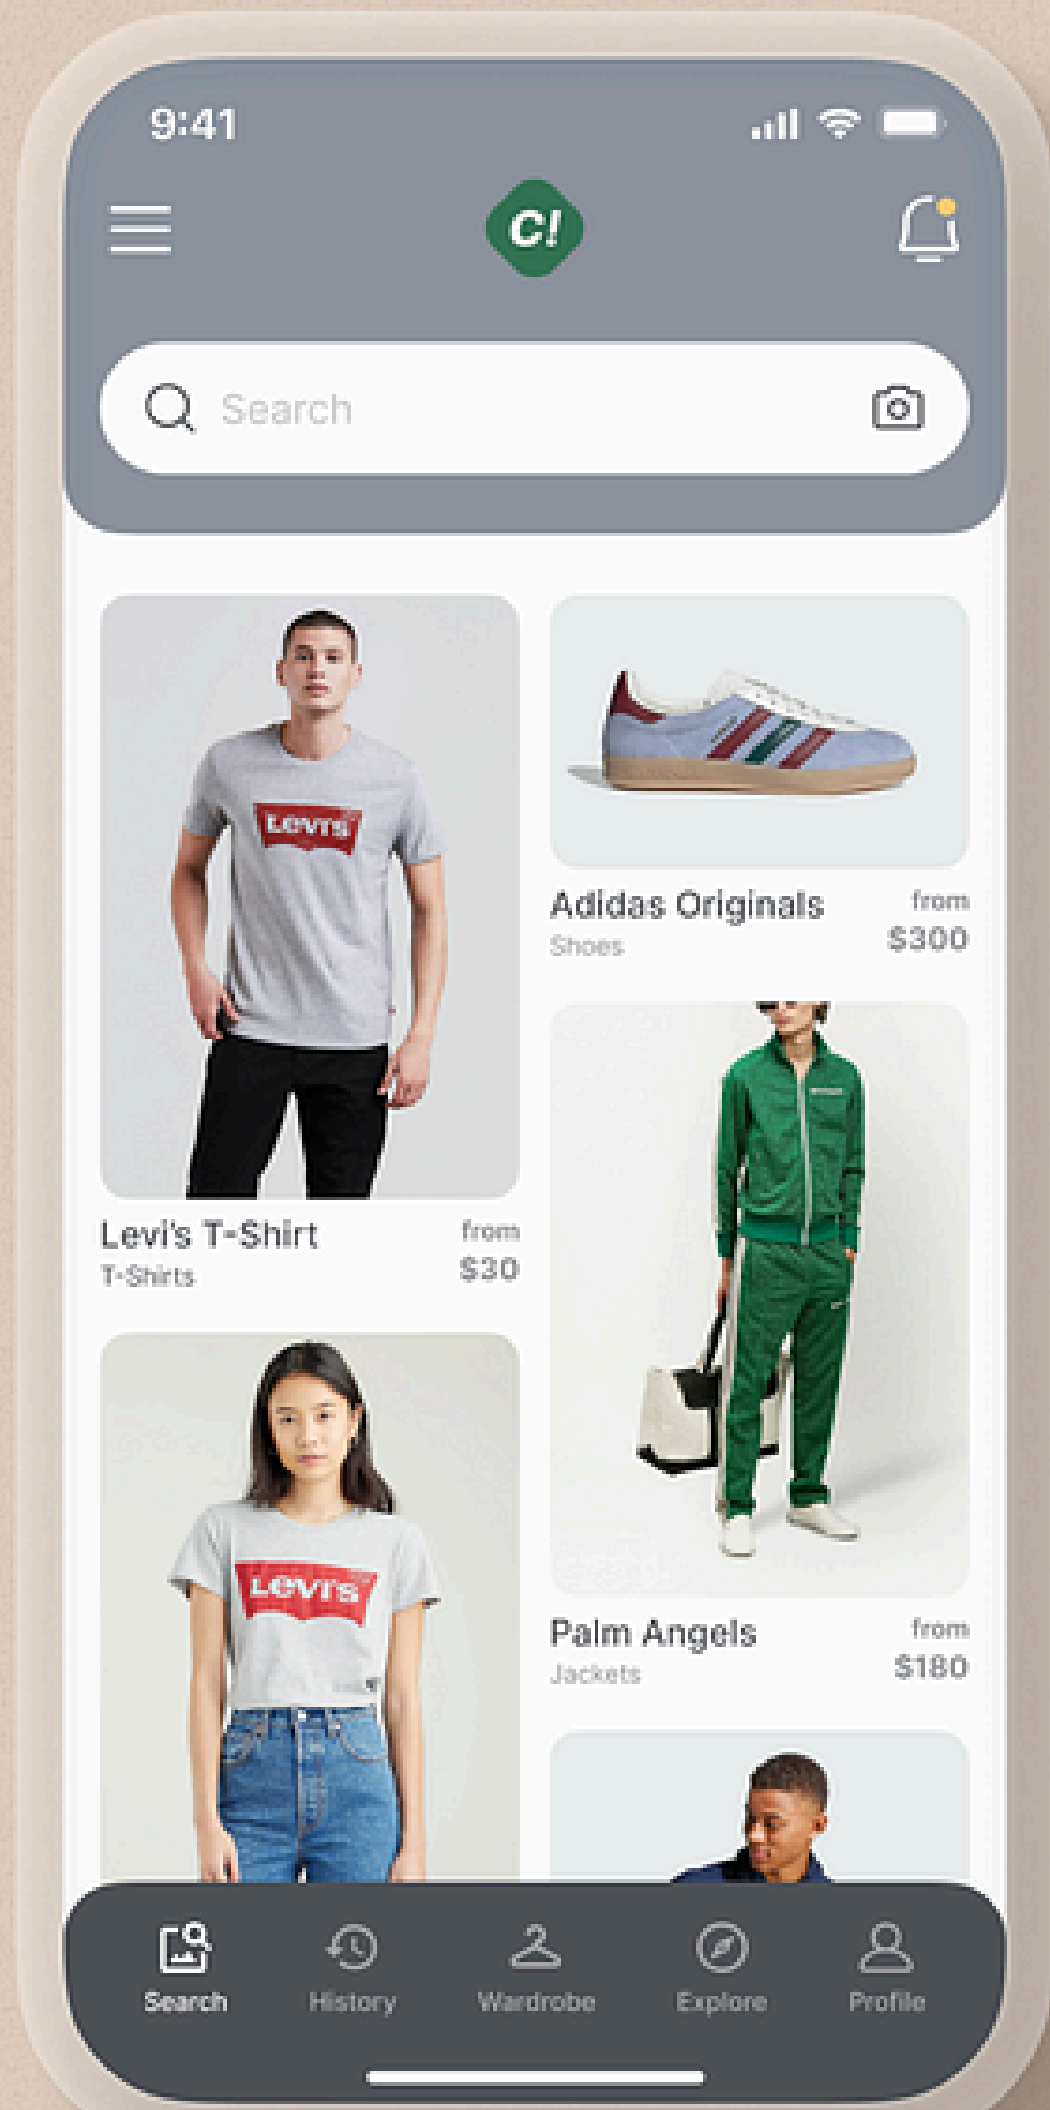 9:41
C!
Search
Levi's
Adidas Originals
from
Shoes
$300
Levi's T-Shirt
from
T-Shirts
$30
Levi's
Palm Angels
from
Jackets
$180
Search
History
Wardrobe
Explore
Profile